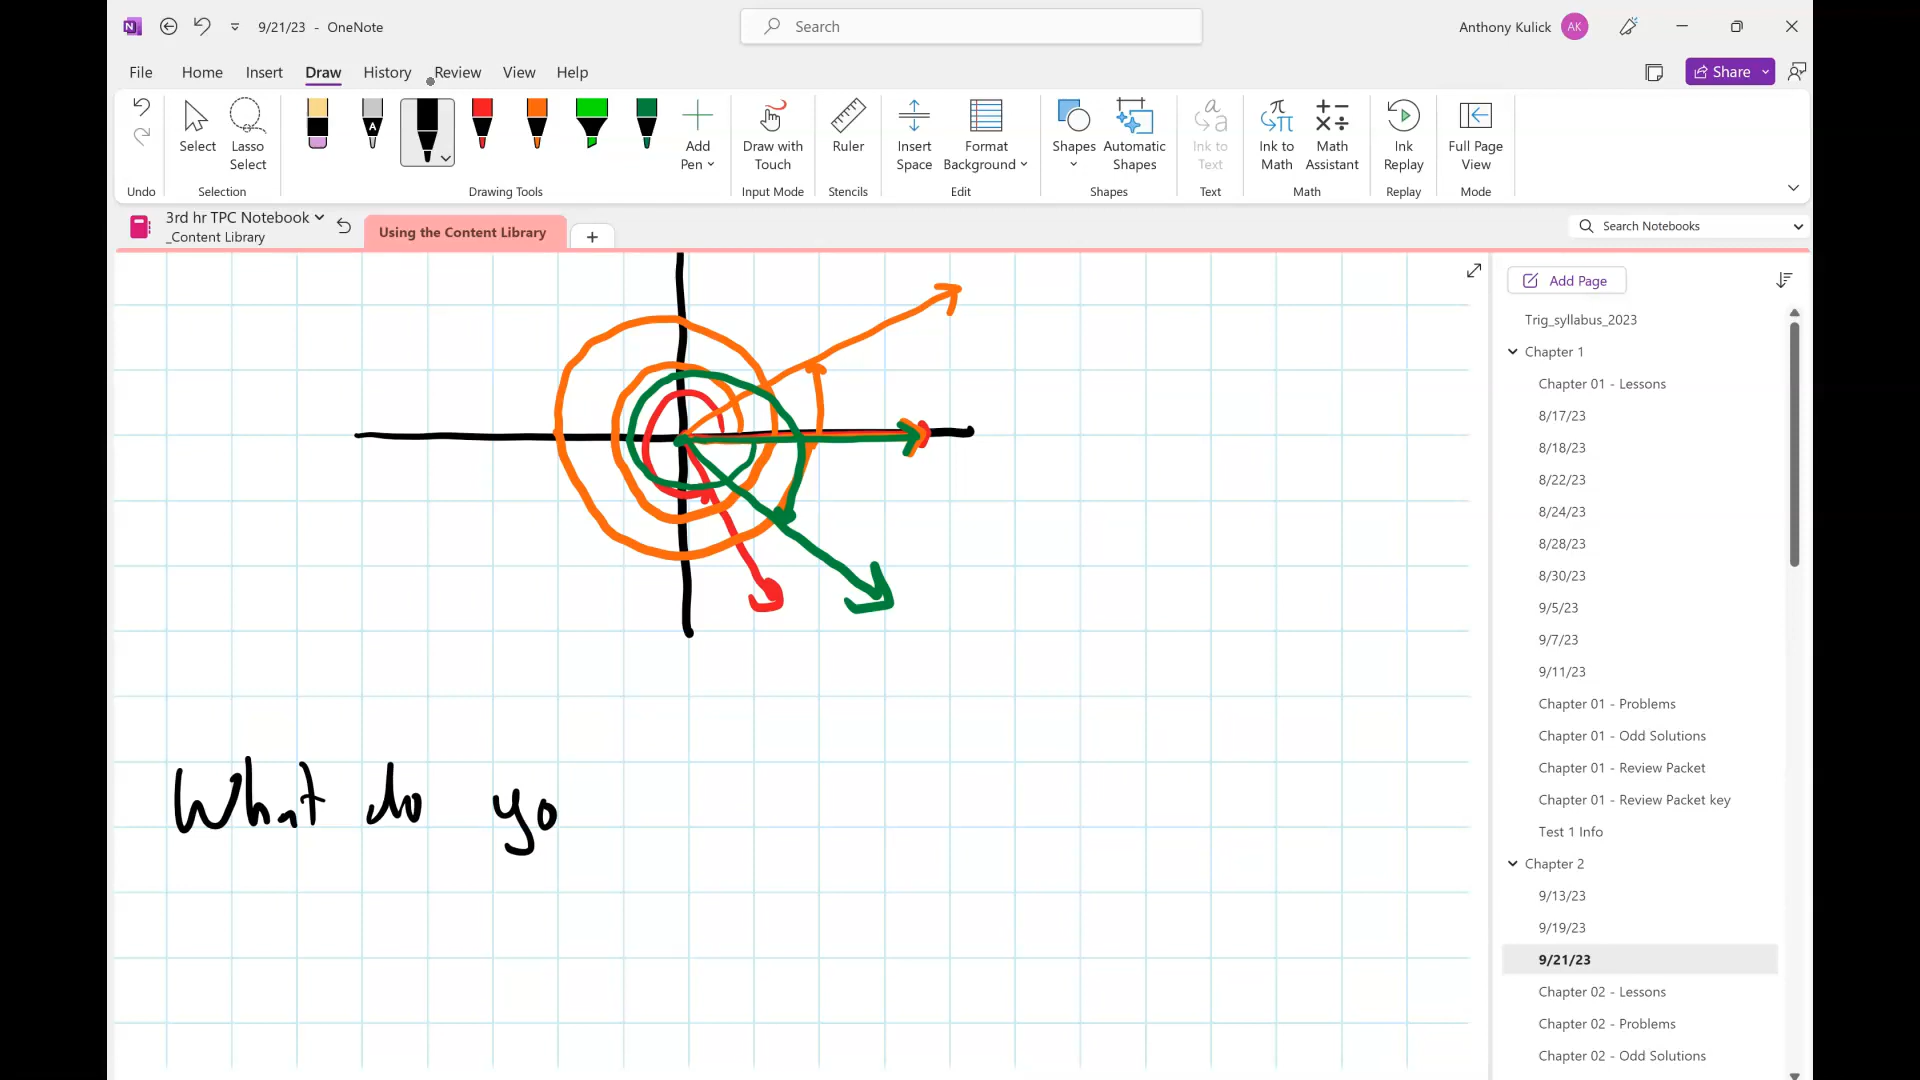 9/21/23 - OneNote
Search
Anthony Kulick
AK
File Home Insert Draw History Review View Help
Share
Select
Lasso Select
A
Add Pen
Draw with Touch
Ruler
Insert Space
Format Background
Shapes
Automatic Shapes
Ink to Text
Ink to Math
Math Assistant
Ink Replay
Full Page View
Undo Selection Drawing Tools Input Mode Stencils Edit Shapes Text Math Replay Mode
3rd hr TPC Notebook
_Content Library
Using the Content Library
Search Notebooks
Add Page
Trig_syllabus_2023
Chapter 1
Chapter 01 - Lessons
8/17/23
8/18/23
8/22/23
8/24/23
8/28/23
8/30/23
9/5/23
9/7/23
9/11/23
Chapter 01 - Problems
Chapter 01 - Odd Solutions
Chapter 01 - Review Packet
Chapter 01 - Review Packet key
Test 1 Info
Chapter 2
9/13/23
9/19/23
9/21/23
Chapter 02 - Lessons
Chapter 02 - Problems
Chapter 02 - Odd Solutions
What do yo